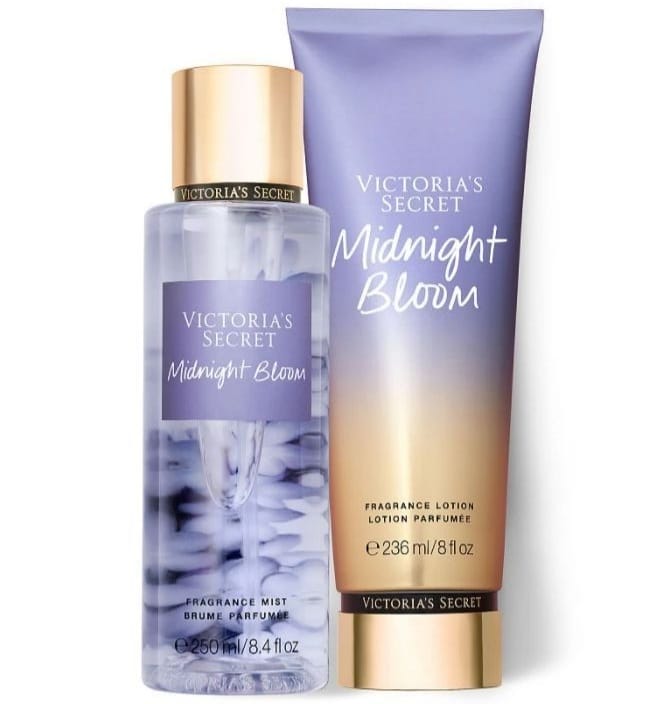 VICTORIA'S SECRET
VICTORIA'S
SECRET
Midnight Bloom
FRAGRANCE MIST
BRUME PARFUMÉE
℮250 ml/8.4 fl oz
VICTORIA'S
SECRET
Midnight
Bloom
FRAGRANCE LOTION
LOTION PARFUMÉE
℮236 ml/8 fl oz
VICTORIA'S SECRET